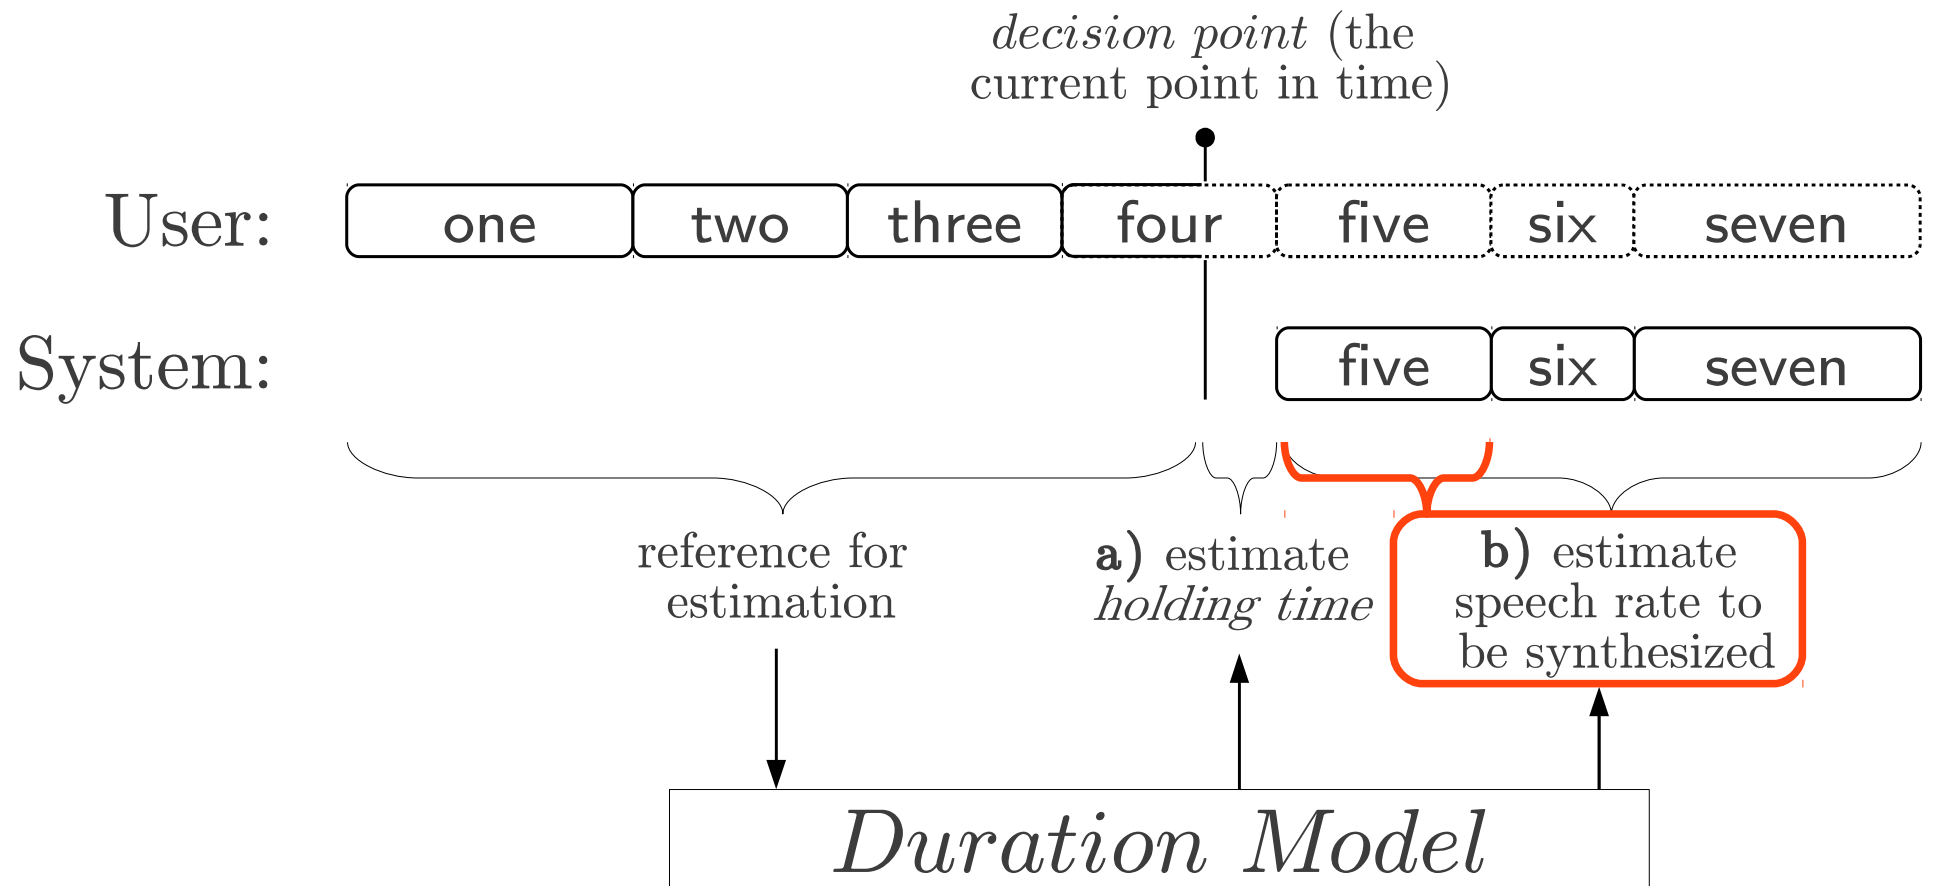 decision point (the
current point in time)
User: one two three four five six seven
System: five six seven
reference for
estimation
a) estimate
holding time
b) estimate
speech rate to
be synthesized
Duration Model